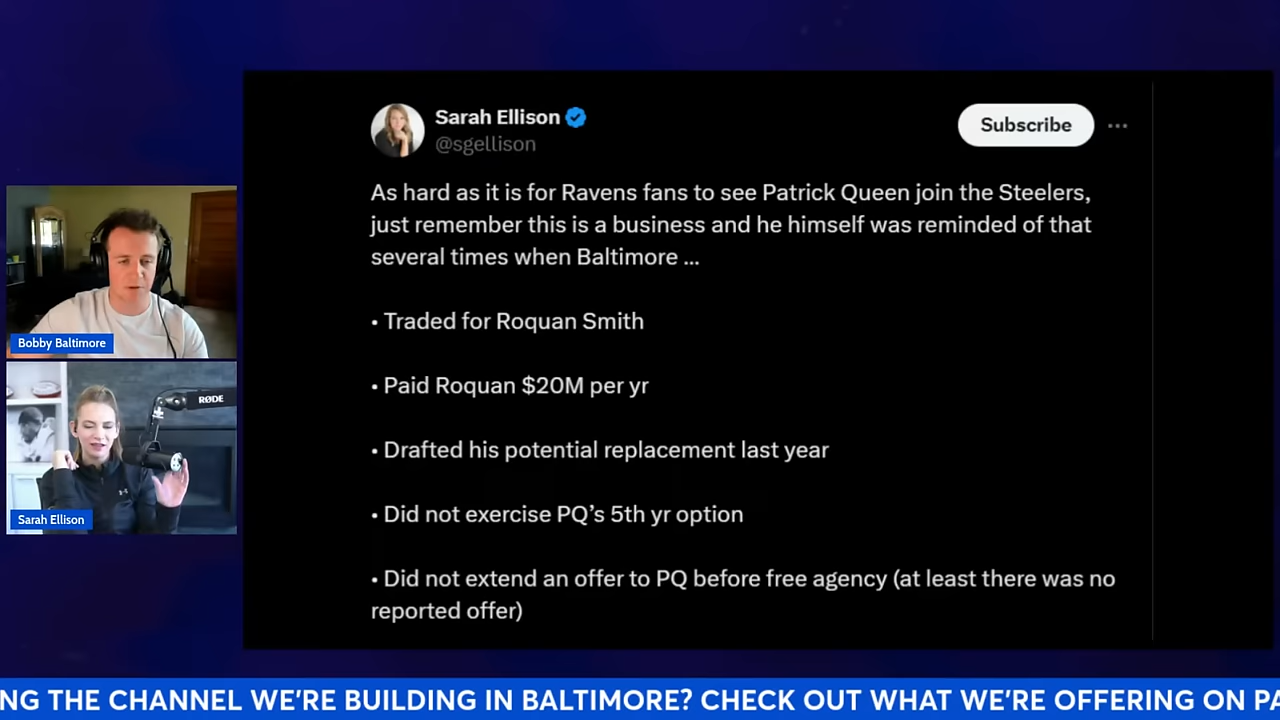 Sarah Ellison
@sgellison
Subscribe
As hard as it is for Ravens fans to see Patrick Queen join the Steelers,
just remember this is a business and he himself was reminded of that
several times when Baltimore ...
• Traded for Roquan Smith
• Paid Roquan $20M per yr
• Drafted his potential replacement last year
• Did not exercise PQ’s 5th yr option
• Did not extend an offer to PQ before free agency (at least there was no
reported offer)
Bobby Baltimore
RØDE
Sarah Ellison
NG THE CHANNEL WE’RE BUILDING IN BALTIMORE? CHECK OUT WHAT WE’RE OFFERING ON PA